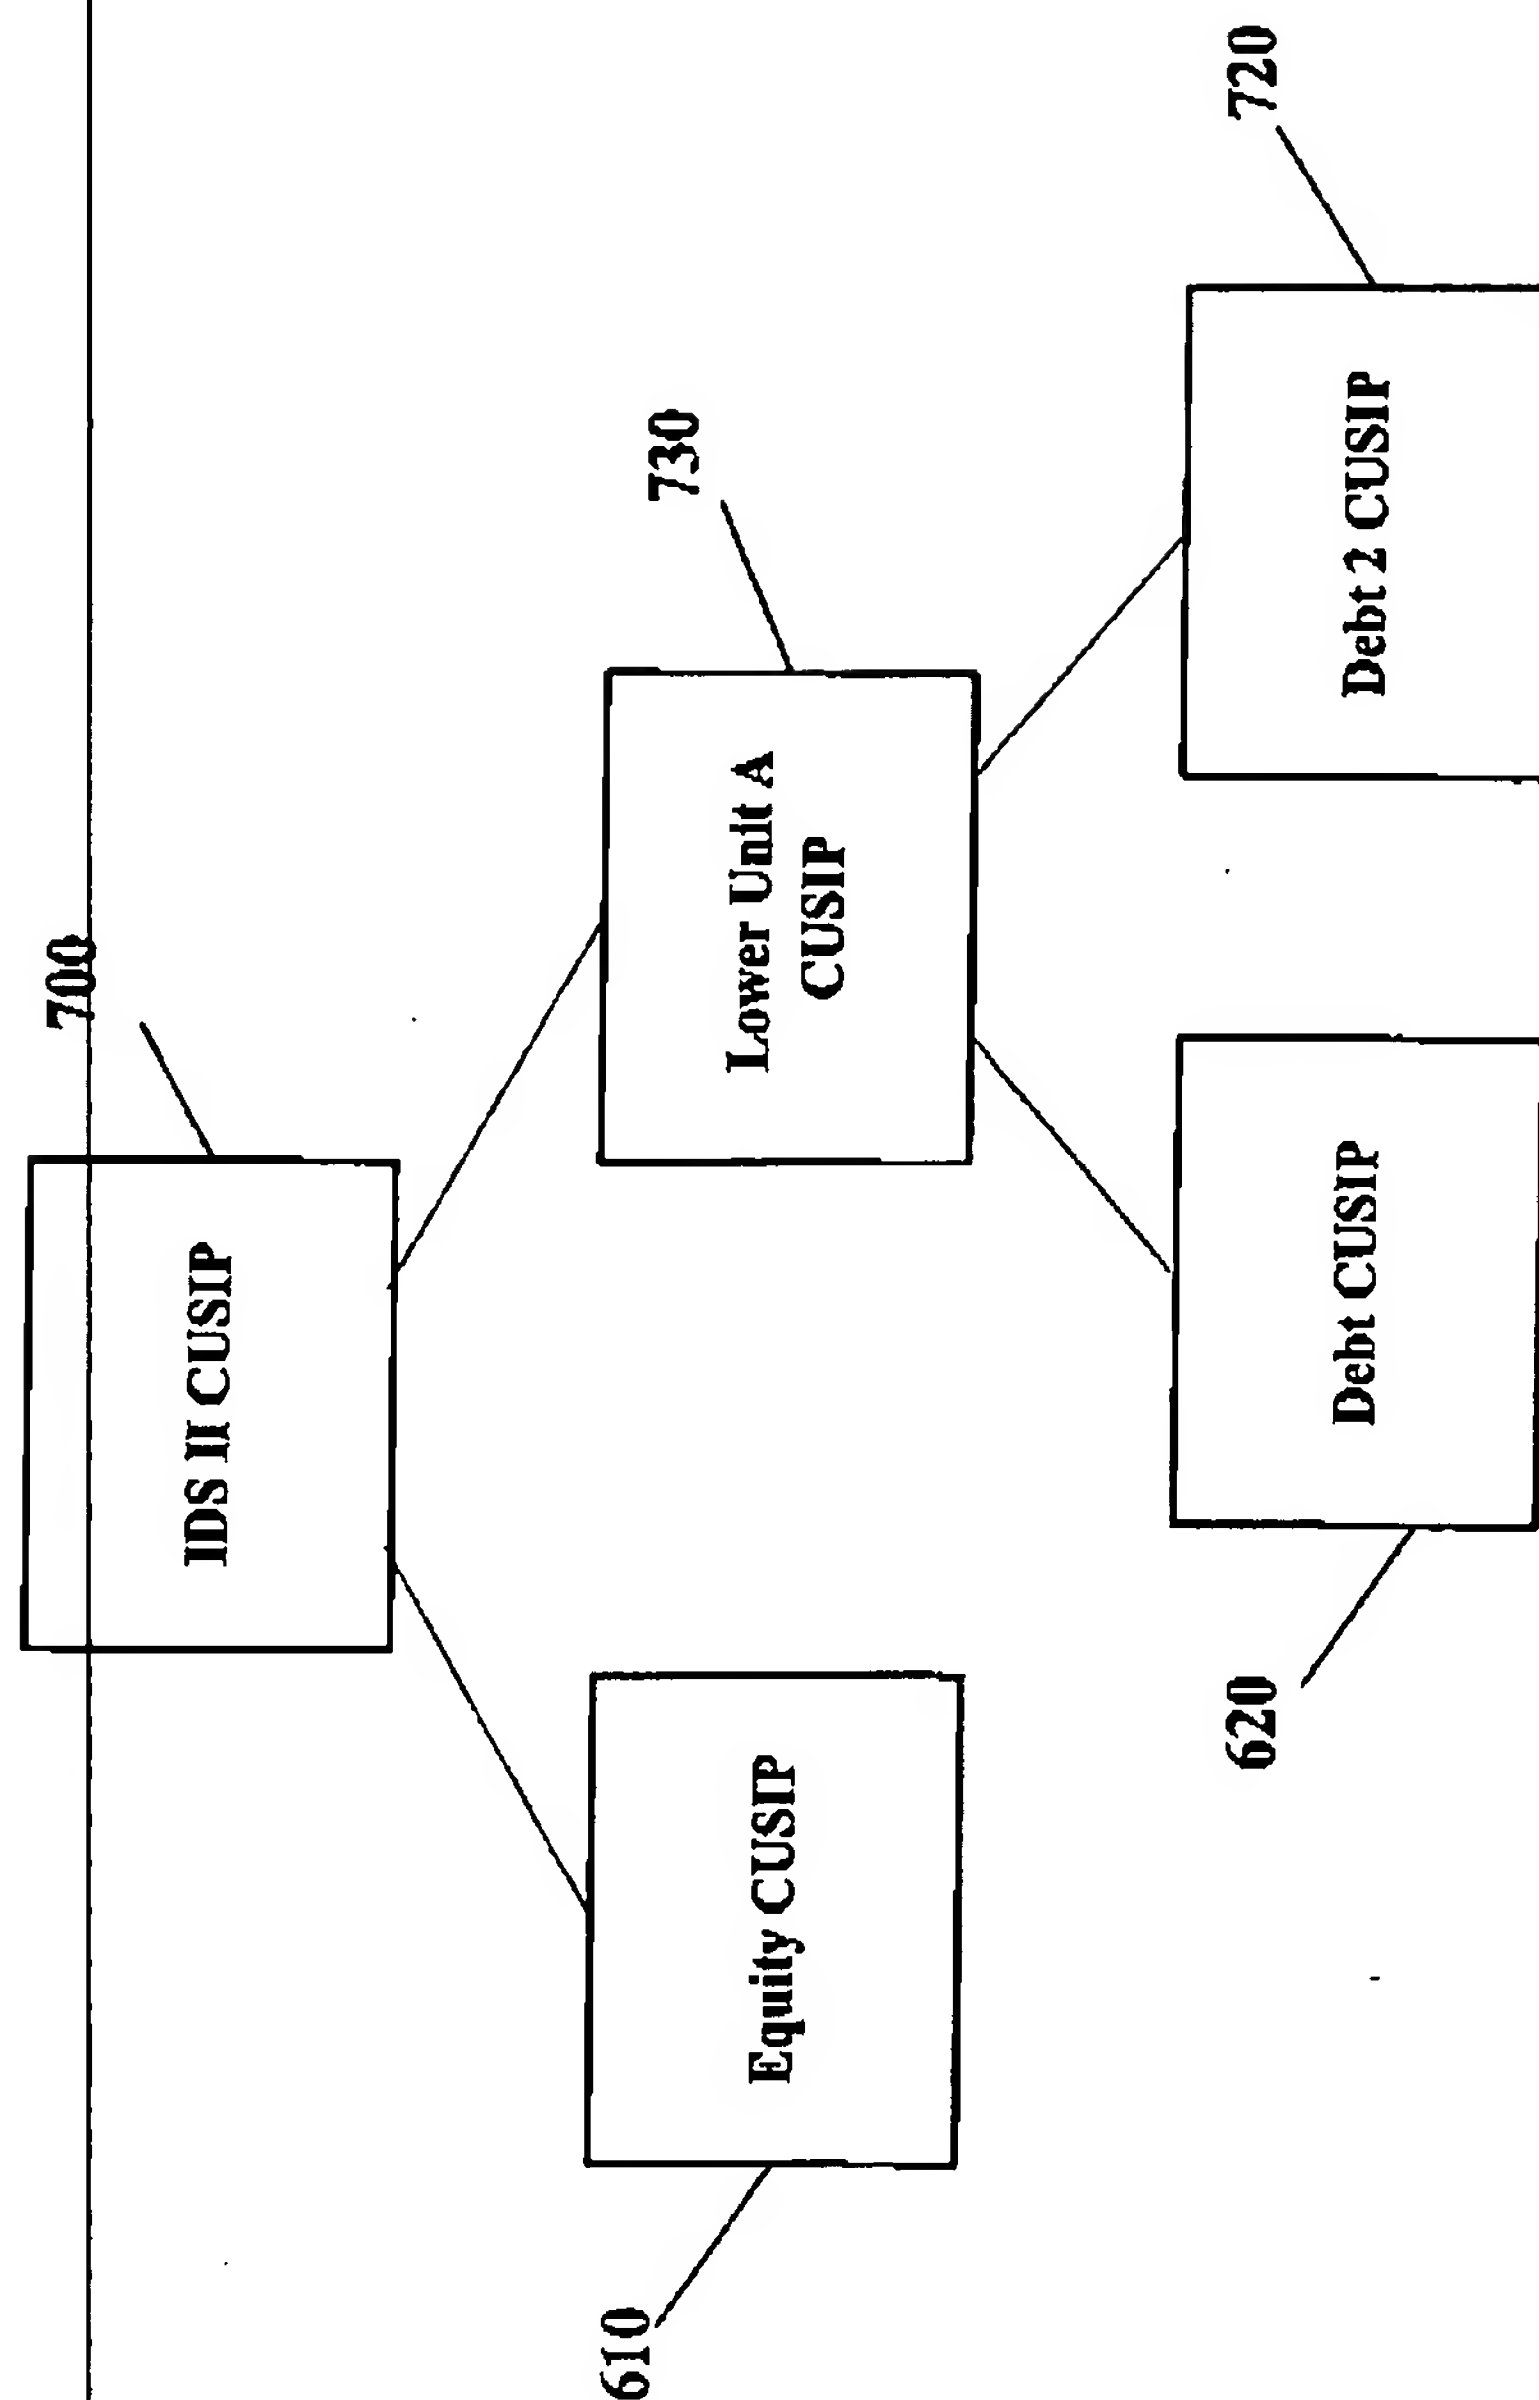 700
IDS II CUSIP
610
Equity CUSIP
730
Lower Unit A
CUSIP
620
Debt CUSIP
720
Debt 2 CUSIP